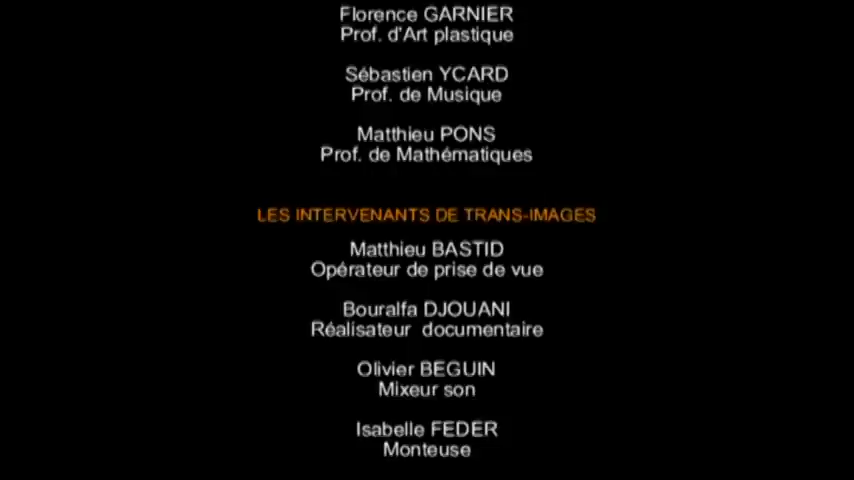 Florence GARNIER
Prof. d'Art plastique
Sébastien YCARD
Prof. de Musique
Matthieu PONS
Prof. de Mathématiques
LES INTERVENANTS DE TRANS-IMAGES
Matthieu BASTID
Opérateur de prise de vue
Bouralfa DJOUANI
Réalisateur documentaire
Olivier BEGUIN
Mixeur son
Isabelle FEDER
Monteuse